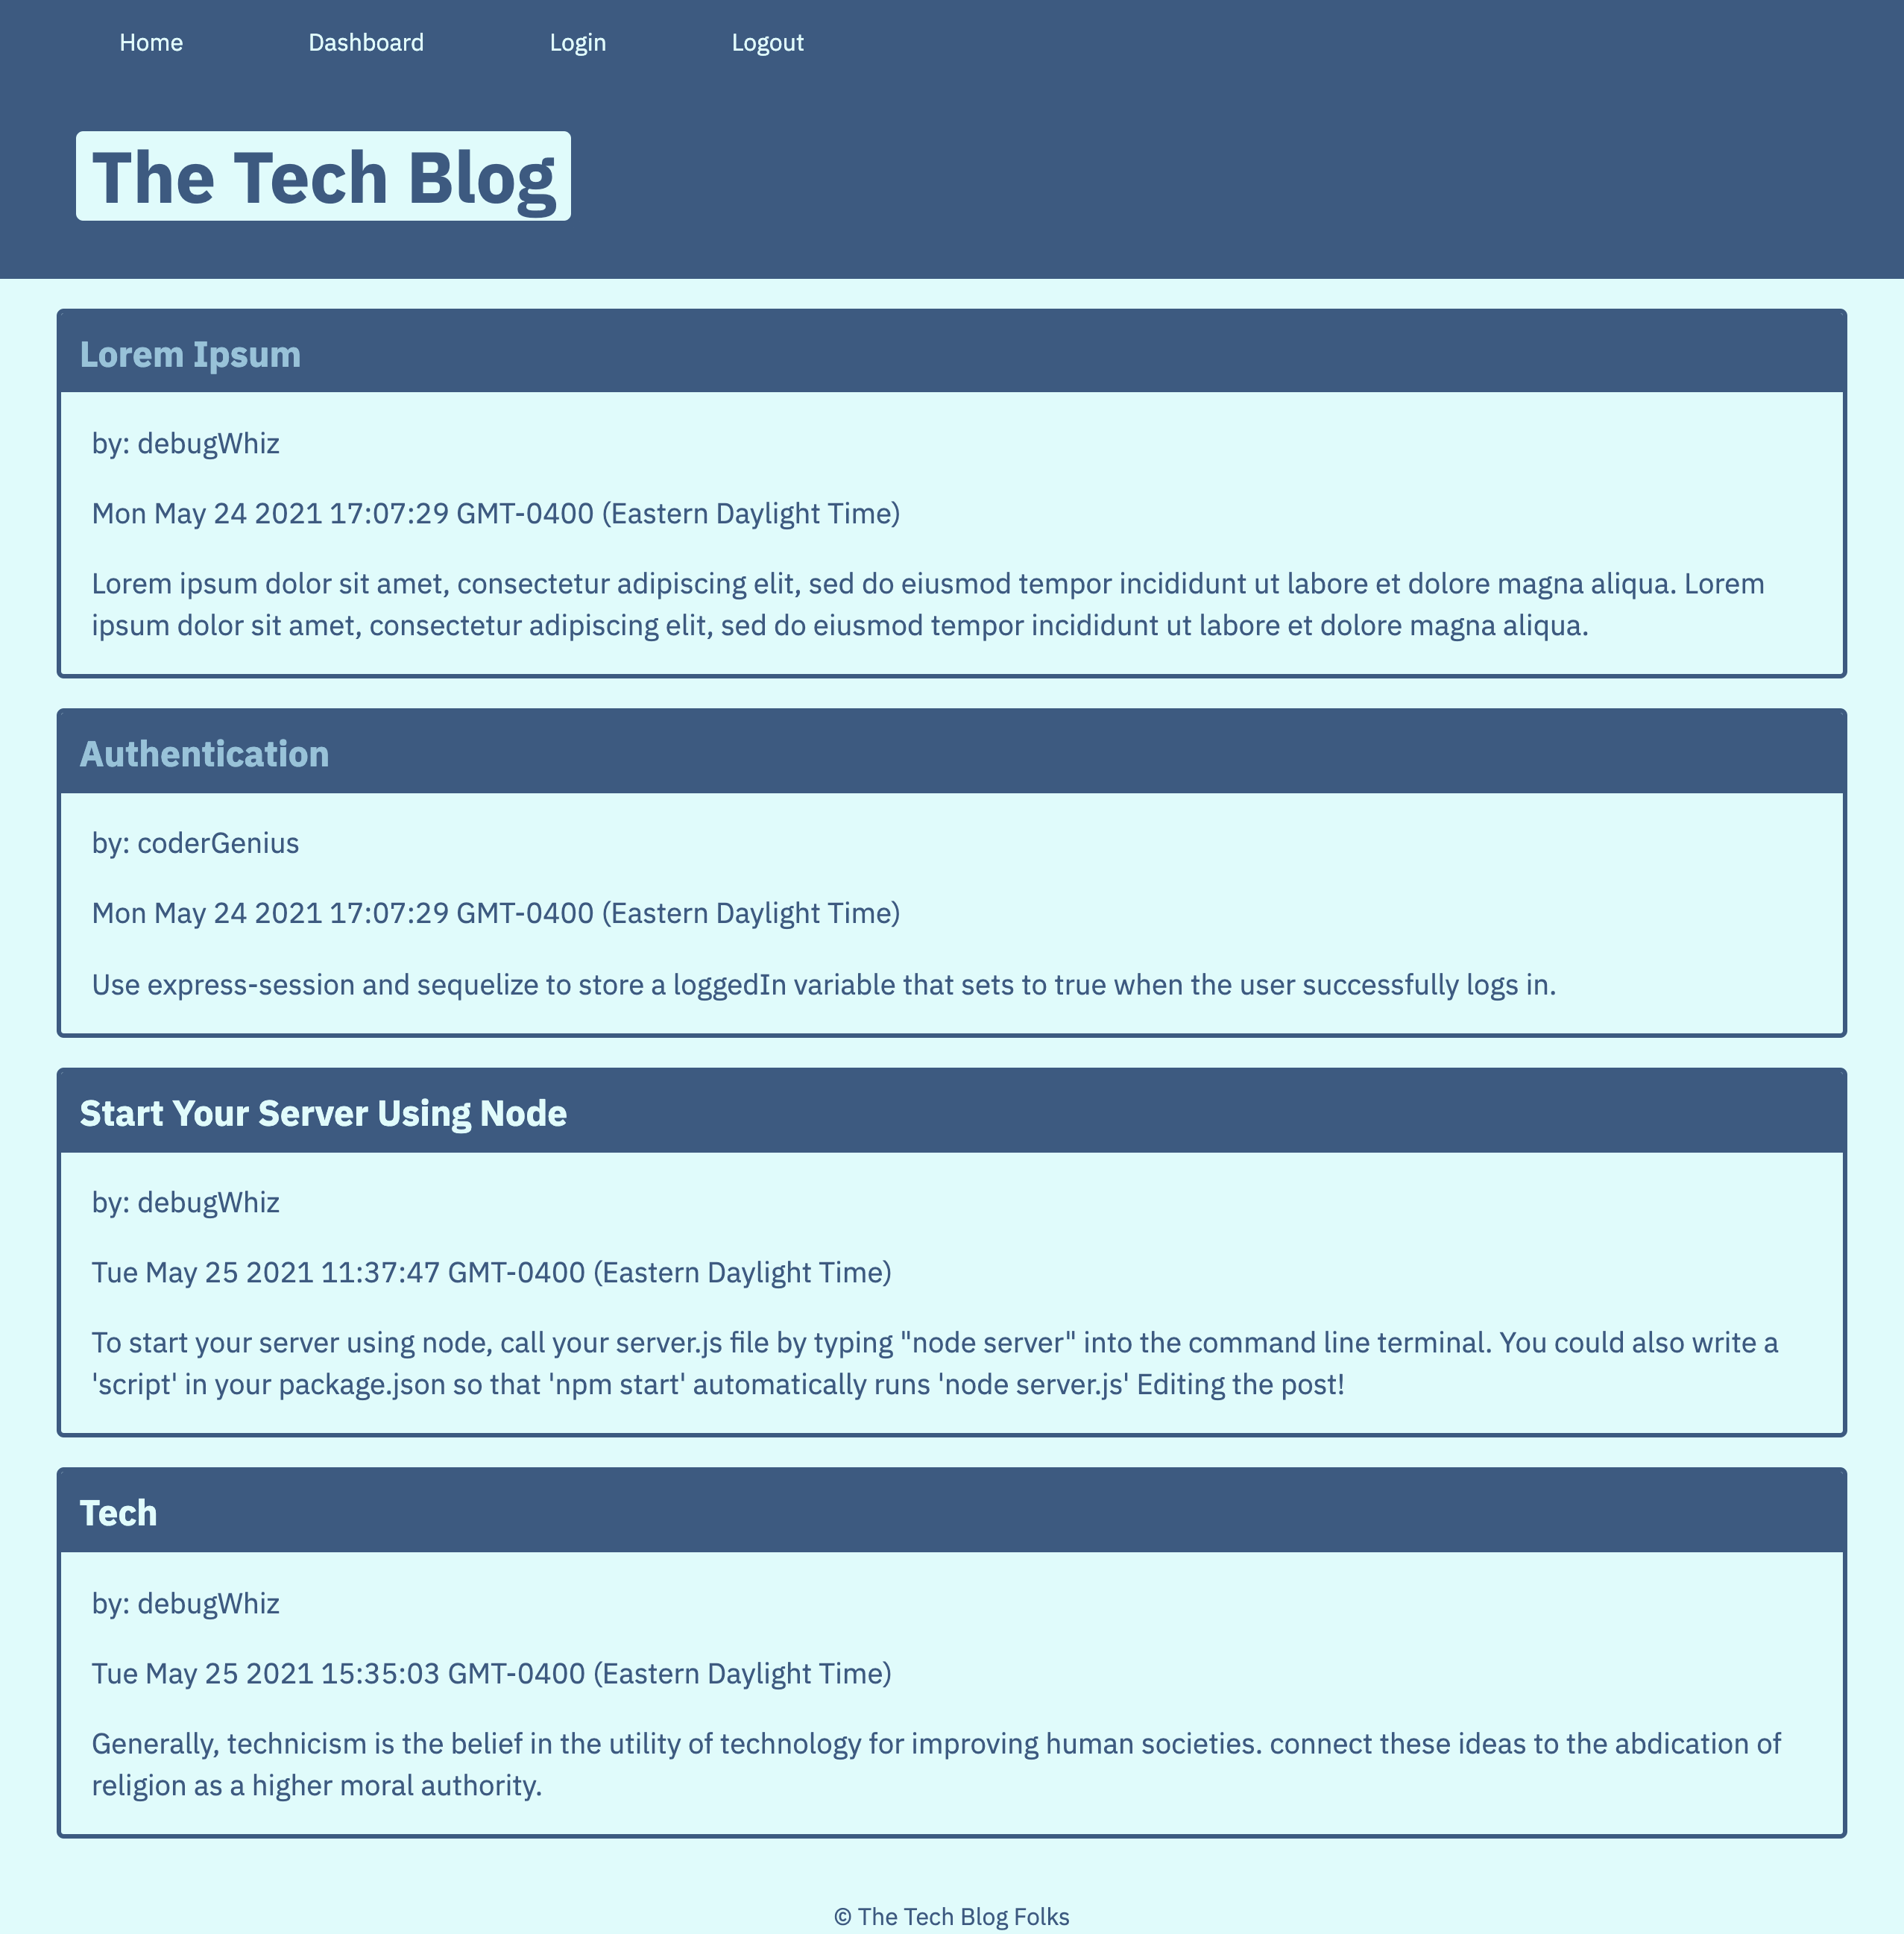 Home Dashboard Login Logout
The Tech Blog
Lorem Ipsum
by: debugWhiz
Mon May 24 2021 17:07:29 GMT-0400 (Eastern Daylight Time)
Lorem ipsum dolor sit amet, consectetur adipiscing elit, sed do eiusmod tempor incididunt ut labore et dolore magna aliqua. Lorem
ipsum dolor sit amet, consectetur adipiscing elit, sed do eiusmod tempor incididunt ut labore et dolore magna aliqua.
Authentication
by: coderGenius
Mon May 24 2021 17:07:29 GMT-0400 (Eastern Daylight Time)
Use express-session and sequelize to store a loggedIn variable that sets to true when the user successfully logs in.
Start Your Server Using Node
by: debugWhiz
Tue May 25 2021 11:37:47 GMT-0400 (Eastern Daylight Time)
To start your server using node, call your server.js file by typing "node server" into the command line terminal. You could also write a
'script' in your package.json so that 'npm start' automatically runs 'node server.js' Editing the post!
Tech
by: debugWhiz
Tue May 25 2021 15:35:03 GMT-0400 (Eastern Daylight Time)
Generally, technicism is the belief in the utility of technology for improving human societies. connect these ideas to the abdication of
religion as a higher moral authority.
© The Tech Blog Folks